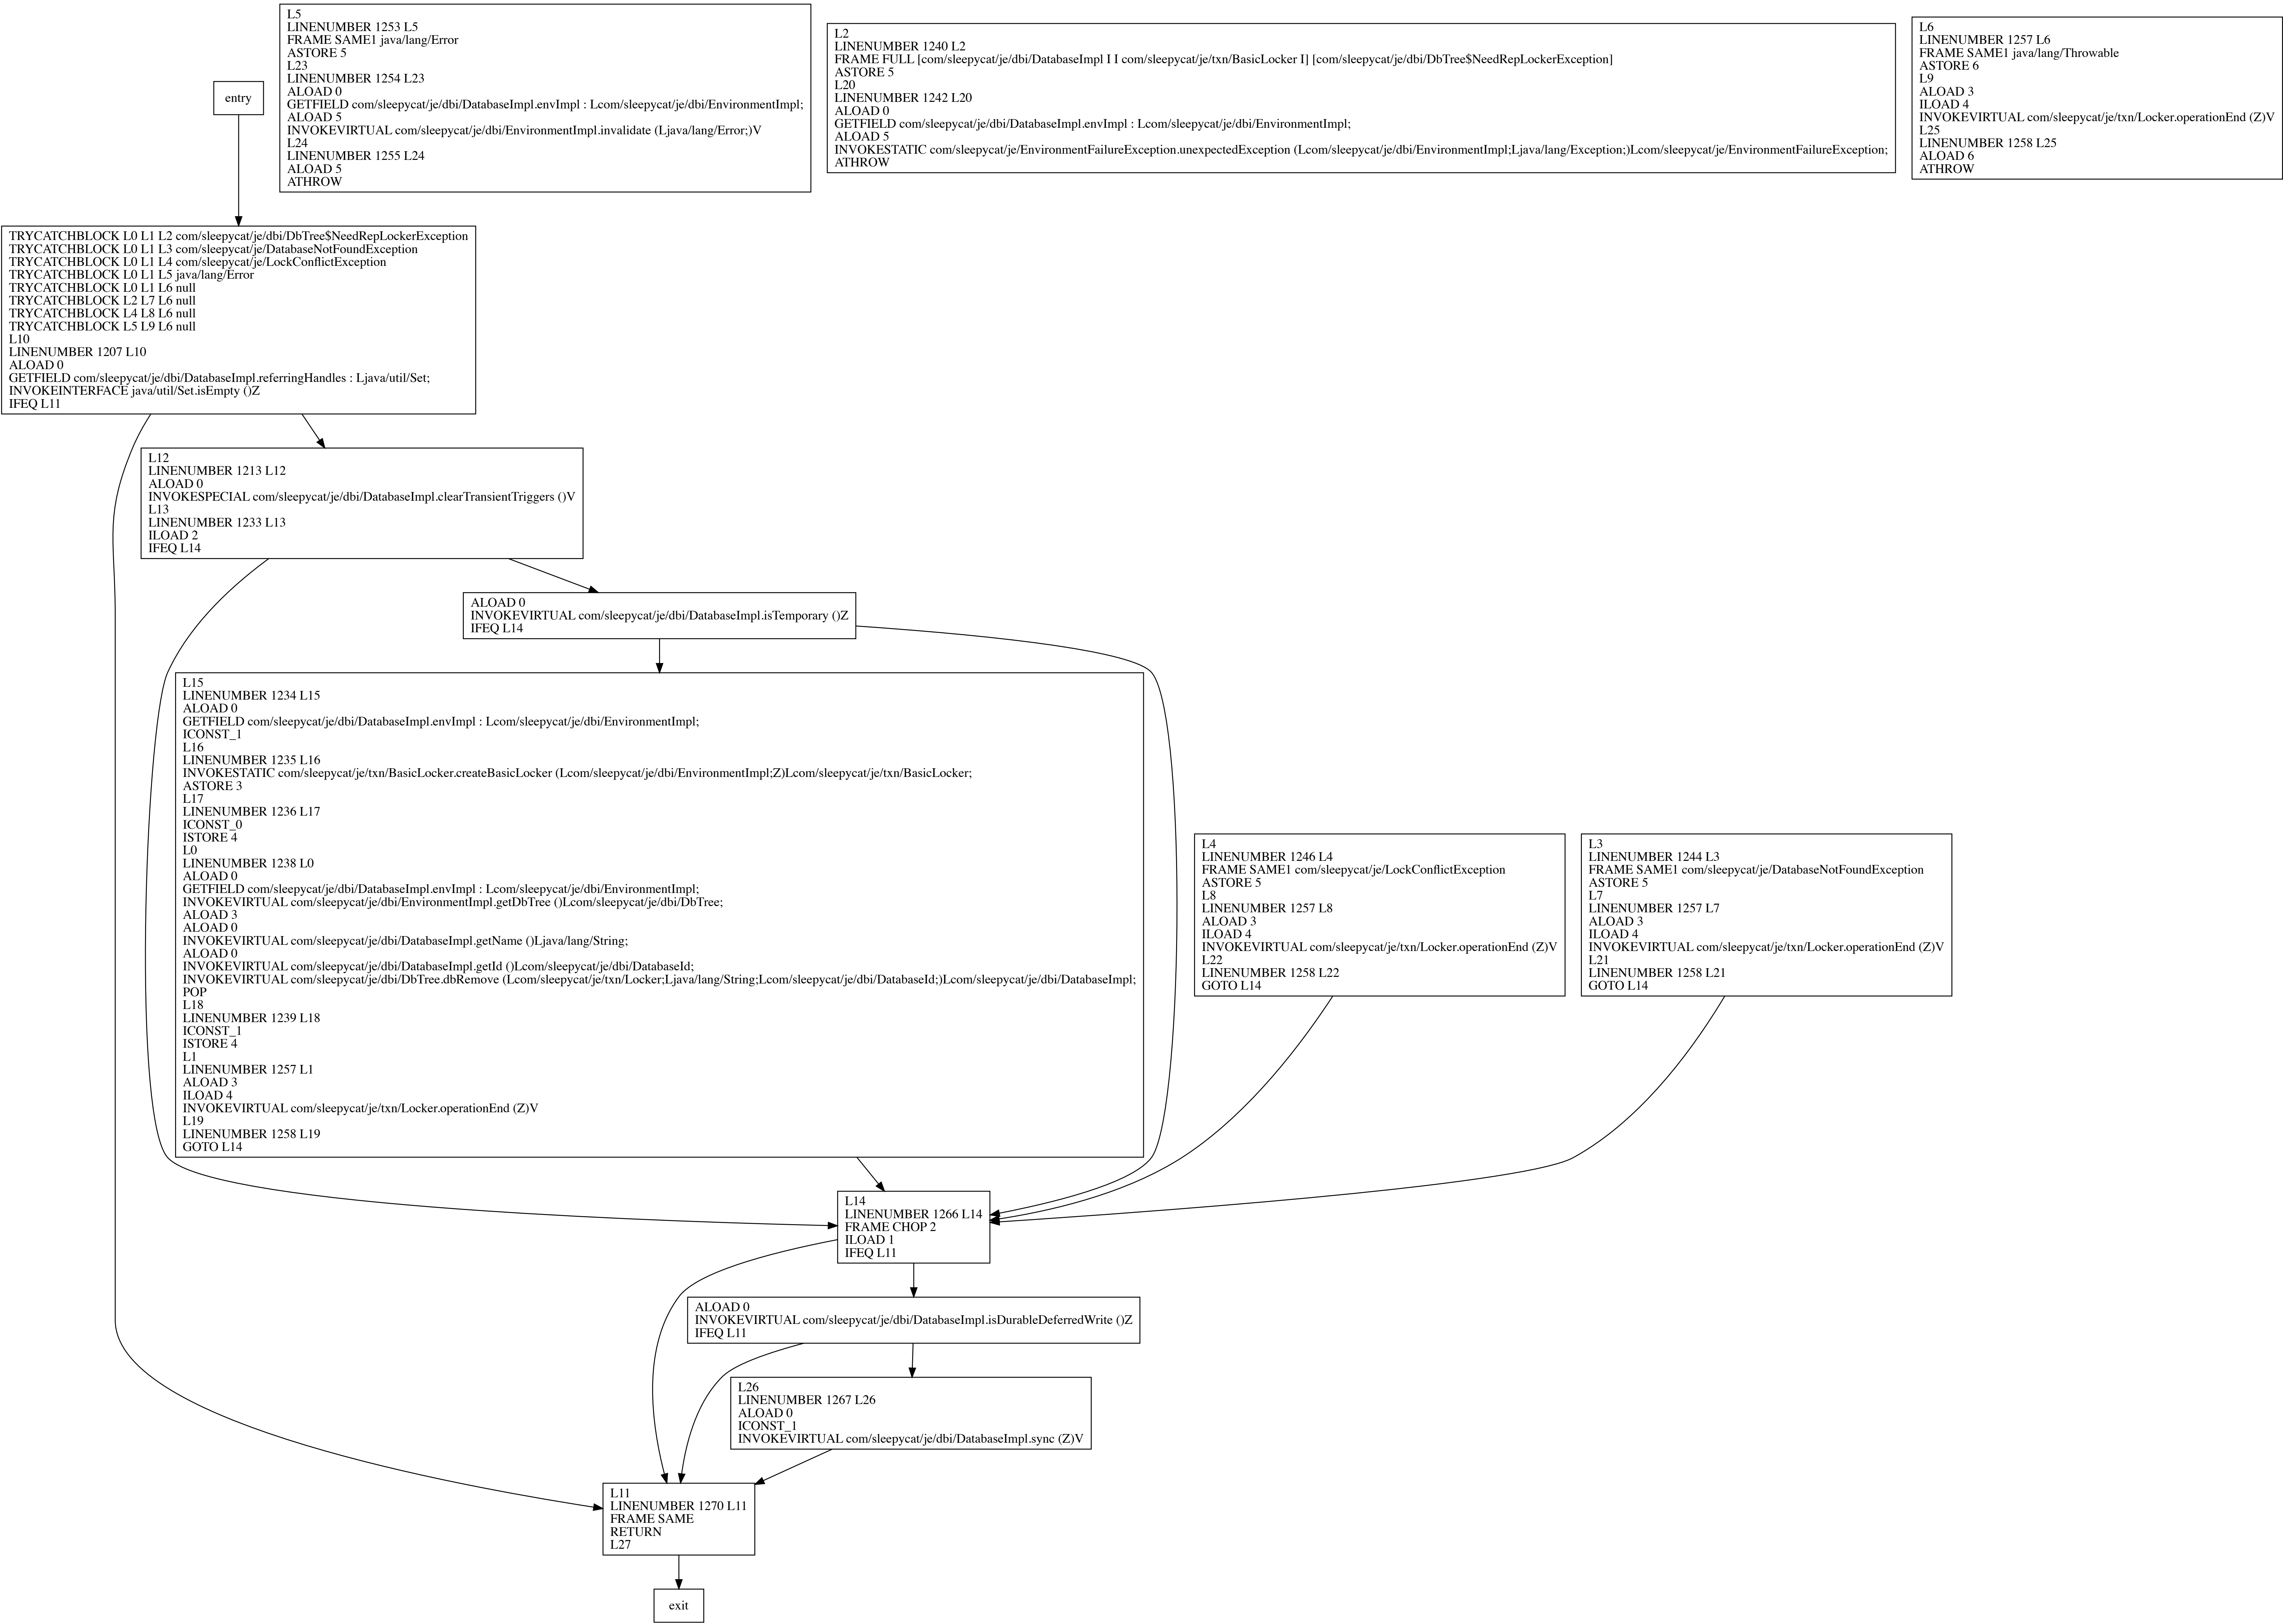 L5
LINENUMBER 1253 L5
FRAME SAME1 java/lang/Error
ASTORE 5
L23
LINENUMBER 1254 L23
ALOAD 0
GETFIELD com/sleepycat/je/dbi/DatabaseImpl.envImpl : Lcom/sleepycat/je/dbi/EnvironmentImpl;
ALOAD 5
INVOKEVIRTUAL com/sleepycat/je/dbi/EnvironmentImpl.invalidate (Ljava/lang/Error;)V
L24
LINENUMBER 1255 L24
ALOAD 5
ATHROW
L2
LINENUMBER 1240 L2
FRAME FULL [com/sleepycat/je/dbi/DatabaseImpl I I com/sleepycat/je/txn/BasicLocker I] [com/sleepycat/je/dbi/DbTree$NeedRepLockerException]
ASTORE 5
L20
LINENUMBER 1242 L20
ALOAD 0
GETFIELD com/sleepycat/je/dbi/DatabaseImpl.envImpl : Lcom/sleepycat/je/dbi/EnvironmentImpl;
ALOAD 5
INVOKESTATIC com/sleepycat/je/EnvironmentFailureException.unexpectedException (Lcom/sleepycat/je/dbi/EnvironmentImpl;Ljava/lang/Exception;)Lcom/sleepycat/je/EnvironmentFailureException;
ATHROW
L6
LINENUMBER 1257 L6
FRAME SAME1 java/lang/Throwable
ASTORE 6
L9
ALOAD 3
ILOAD 4
INVOKEVIRTUAL com/sleepycat/je/txn/Locker.operationEnd (Z)V
L25
LINENUMBER 1258 L25
ALOAD 6
ATHROW
entry
TRYCATCHBLOCK L0 L1 L2 com/sleepycat/je/dbi/DbTree$NeedRepLockerException
TRYCATCHBLOCK L0 L1 L3 com/sleepycat/je/DatabaseNotFoundException
TRYCATCHBLOCK L0 L1 L4 com/sleepycat/je/LockConflictException
TRYCATCHBLOCK L0 L1 L5 java/lang/Error
TRYCATCHBLOCK L0 L1 L6 null
TRYCATCHBLOCK L2 L7 L6 null
TRYCATCHBLOCK L4 L8 L6 null
TRYCATCHBLOCK L5 L9 L6 null
L10
LINENUMBER 1207 L10
ALOAD 0
GETFIELD com/sleepycat/je/dbi/DatabaseImpl.referringHandles : Ljava/util/Set;
INVOKEINTERFACE java/util/Set.isEmpty ()Z
IFEQ L11
L12
LINENUMBER 1213 L12
ALOAD 0
INVOKESPECIAL com/sleepycat/je/dbi/DatabaseImpl.clearTransientTriggers ()V
L13
LINENUMBER 1233 L13
ILOAD 2
IFEQ L14
ALOAD 0
INVOKEVIRTUAL com/sleepycat/je/dbi/DatabaseImpl.isTemporary ()Z
IFEQ L14
L15
LINENUMBER 1234 L15
ALOAD 0
GETFIELD com/sleepycat/je/dbi/DatabaseImpl.envImpl : Lcom/sleepycat/je/dbi/EnvironmentImpl;
ICONST_1
L16
LINENUMBER 1235 L16
INVOKESTATIC com/sleepycat/je/txn/BasicLocker.createBasicLocker (Lcom/sleepycat/je/dbi/EnvironmentImpl;Z)Lcom/sleepycat/je/txn/BasicLocker;
ASTORE 3
L17
LINENUMBER 1236 L17
ICONST_0
ISTORE 4
L0
LINENUMBER 1238 L0
ALOAD 0
GETFIELD com/sleepycat/je/dbi/DatabaseImpl.envImpl : Lcom/sleepycat/je/dbi/EnvironmentImpl;
INVOKEVIRTUAL com/sleepycat/je/dbi/EnvironmentImpl.getDbTree ()Lcom/sleepycat/je/dbi/DbTree;
ALOAD 3
ALOAD 0
INVOKEVIRTUAL com/sleepycat/je/dbi/DatabaseImpl.getName ()Ljava/lang/String;
ALOAD 0
INVOKEVIRTUAL com/sleepycat/je/dbi/DatabaseImpl.getId ()Lcom/sleepycat/je/dbi/DatabaseId;
INVOKEVIRTUAL com/sleepycat/je/dbi/DbTree.dbRemove (Lcom/sleepycat/je/txn/Locker;Ljava/lang/String;Lcom/sleepycat/je/dbi/DatabaseId;)Lcom/sleepycat/je/dbi/DatabaseImpl;
POP
L18
LINENUMBER 1239 L18
ICONST_1
ISTORE 4
L1
LINENUMBER 1257 L1
ALOAD 3
ILOAD 4
INVOKEVIRTUAL com/sleepycat/je/txn/Locker.operationEnd (Z)V
L19
LINENUMBER 1258 L19
GOTO L14
L4
LINENUMBER 1246 L4
FRAME SAME1 com/sleepycat/je/LockConflictException
ASTORE 5
L8
LINENUMBER 1257 L8
ALOAD 3
ILOAD 4
INVOKEVIRTUAL com/sleepycat/je/txn/Locker.operationEnd (Z)V
L22
LINENUMBER 1258 L22
GOTO L14
L3
LINENUMBER 1244 L3
FRAME SAME1 com/sleepycat/je/DatabaseNotFoundException
ASTORE 5
L7
LINENUMBER 1257 L7
ALOAD 3
ILOAD 4
INVOKEVIRTUAL com/sleepycat/je/txn/Locker.operationEnd (Z)V
L21
LINENUMBER 1258 L21
GOTO L14
L14
LINENUMBER 1266 L14
FRAME CHOP 2
ILOAD 1
IFEQ L11
ALOAD 0
INVOKEVIRTUAL com/sleepycat/je/dbi/DatabaseImpl.isDurableDeferredWrite ()Z
IFEQ L11
L26
LINENUMBER 1267 L26
ALOAD 0
ICONST_1
INVOKEVIRTUAL com/sleepycat/je/dbi/DatabaseImpl.sync (Z)V
L11
LINENUMBER 1270 L11
FRAME SAME
RETURN
L27
exit